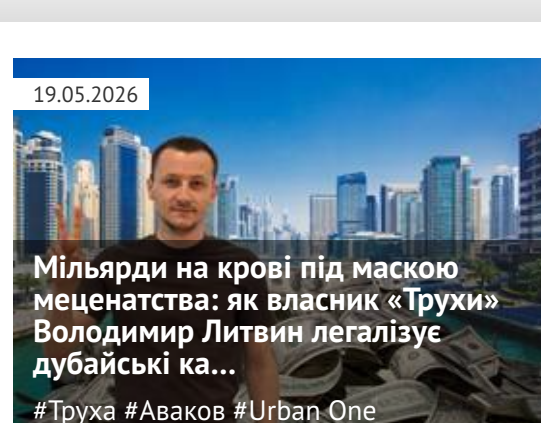 19.05.2026
Мільярди на крові під маскою
меценатства: як власник «Трухи»
Володимир Литвин легалізує
дубайські ка...
#Труха #Аваков #Urban One